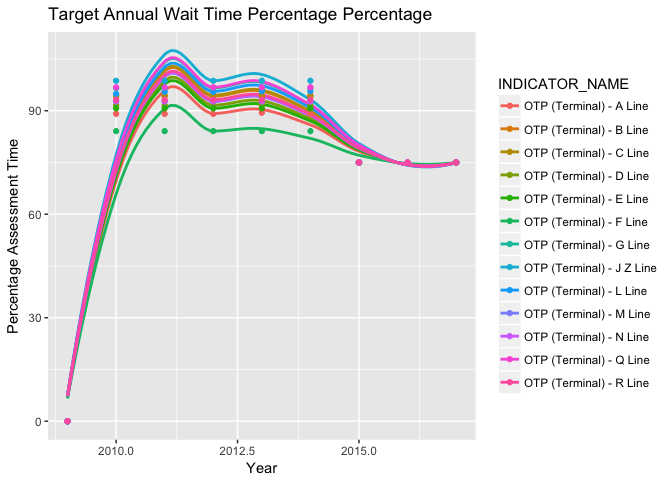 Target Annual Wait Time Percentage Percentage
Percentage Assessment Time
90
60
30
0
2010.0
2012.5
2015.0
Year
INDICATOR_NAME
OTP (Terminal) - A Line
OTP (Terminal) - B Line
OTP (Terminal) - C Line
OTP (Terminal) - D Line
OTP (Terminal) - E Line
OTP (Terminal) - F Line
OTP (Terminal) - G Line
OTP (Terminal) - J Z Line
OTP (Terminal) - L Line
OTP (Terminal) - M Line
OTP (Terminal) - N Line
OTP (Terminal) - Q Line
OTP (Terminal) - R Line